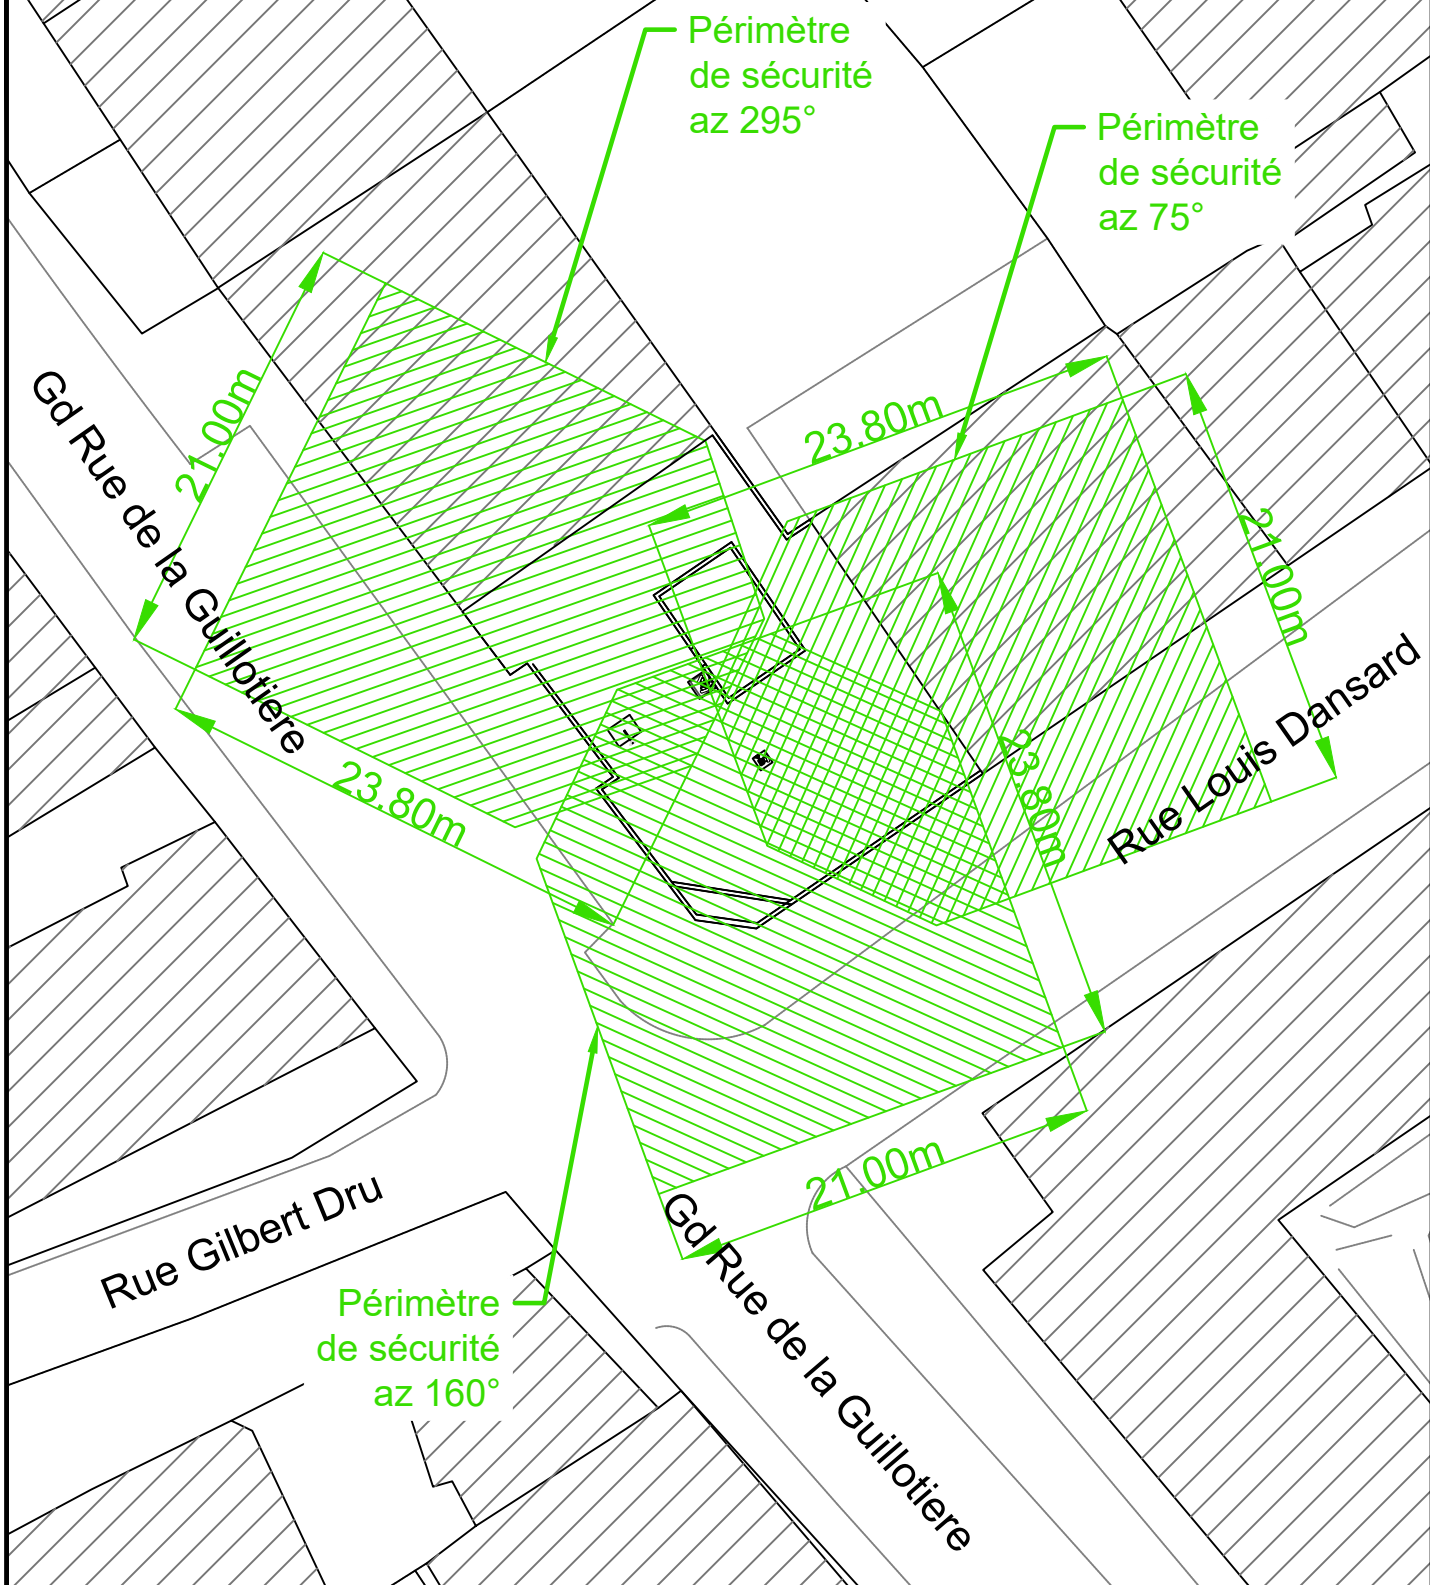 Périmètre
de sécurité
az 295°
Périmètre
de sécurité
az 75°
21.00m
Gd Rue de la Guillotiere
23.80m
21.00m
23.80m
23.80m
Rue Louis Dansard
21.00m
Rue Gilbert Dru
Gd Rue de la Guillotiere
Périmètre
de sécurité
az 160°